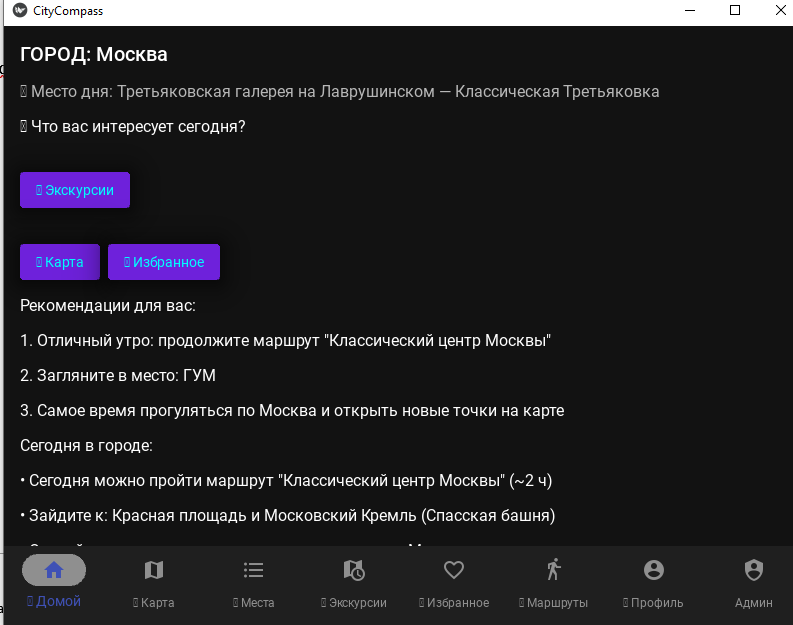 CityCompass
ГОРОД: Москва
Место дня: Третьяковская галерея на Лаврушинском — Классическая Третьяковка
Что вас интересует сегодня?
Экскурсии
Карта Избранное
Рекомендации для вас:
1. Отличный утро: продолжите маршрут "Классический центр Москвы"
2. Загляните в место: ГУМ
3. Самое время прогуляться по Москва и открыть новые точки на карте
Сегодня в городе:
• Сегодня можно пройти маршрут "Классический центр Москвы" (~2 ч)
• Зайдите к: Красная площадь и Московский Кремль (Спасская башня)
Домой Карта Места Экскурсии Избранное Маршруты Профиль Админ